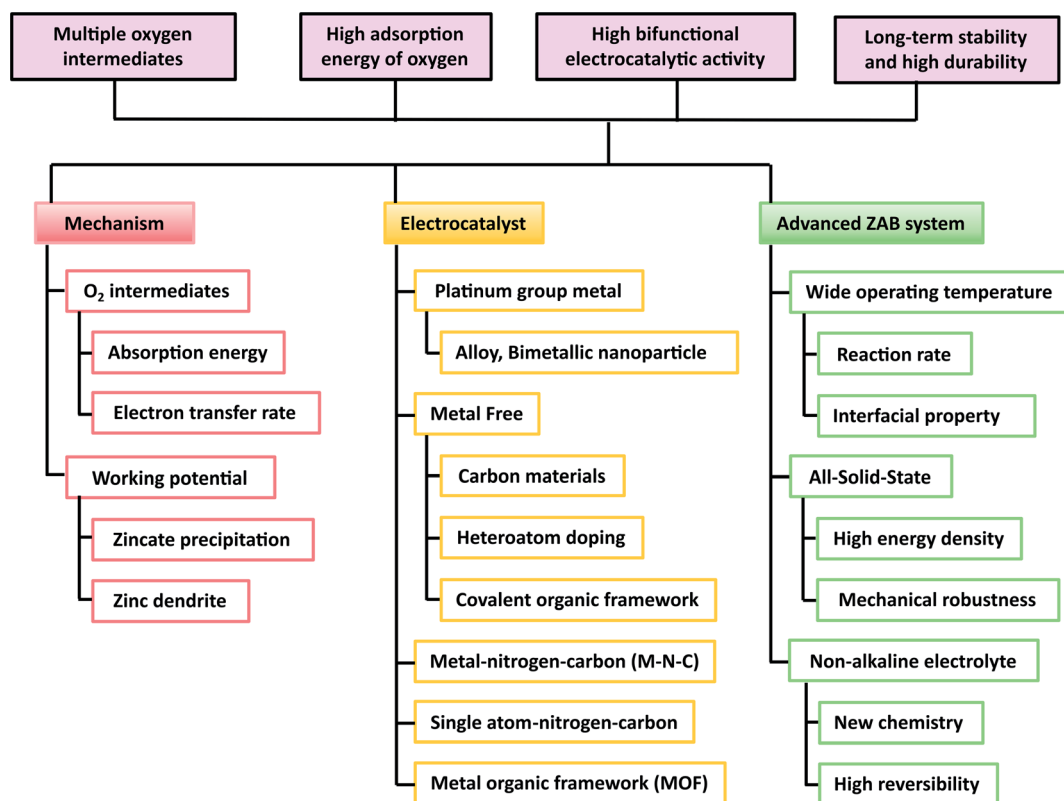 Multiple oxygen
intermediates
High adsorption
energy of oxygen
High bifunctional
electrocatalytic activity
Long-term stability
and high durability
Mechanism
O₂ intermediates
Absorption energy
Electron transfer rate
Working potential
Zincate precipitation
Zinc dendrite
Electrocatalyst
Platinum group metal
Alloy, Bimetallic nanoparticle
Metal Free
Carbon materials
Heteroatom doping
Covalent organic framework
Metal-nitrogen-carbon (M-N-C)
Single atom-nitrogen-carbon
Metal organic framework (MOF)
Advanced ZAB system
Wide operating temperature
Reaction rate
Interfacial property
All-Solid-State
High energy density
Mechanical robustness
Non-alkaline electrolyte
New chemistry
High reversibility